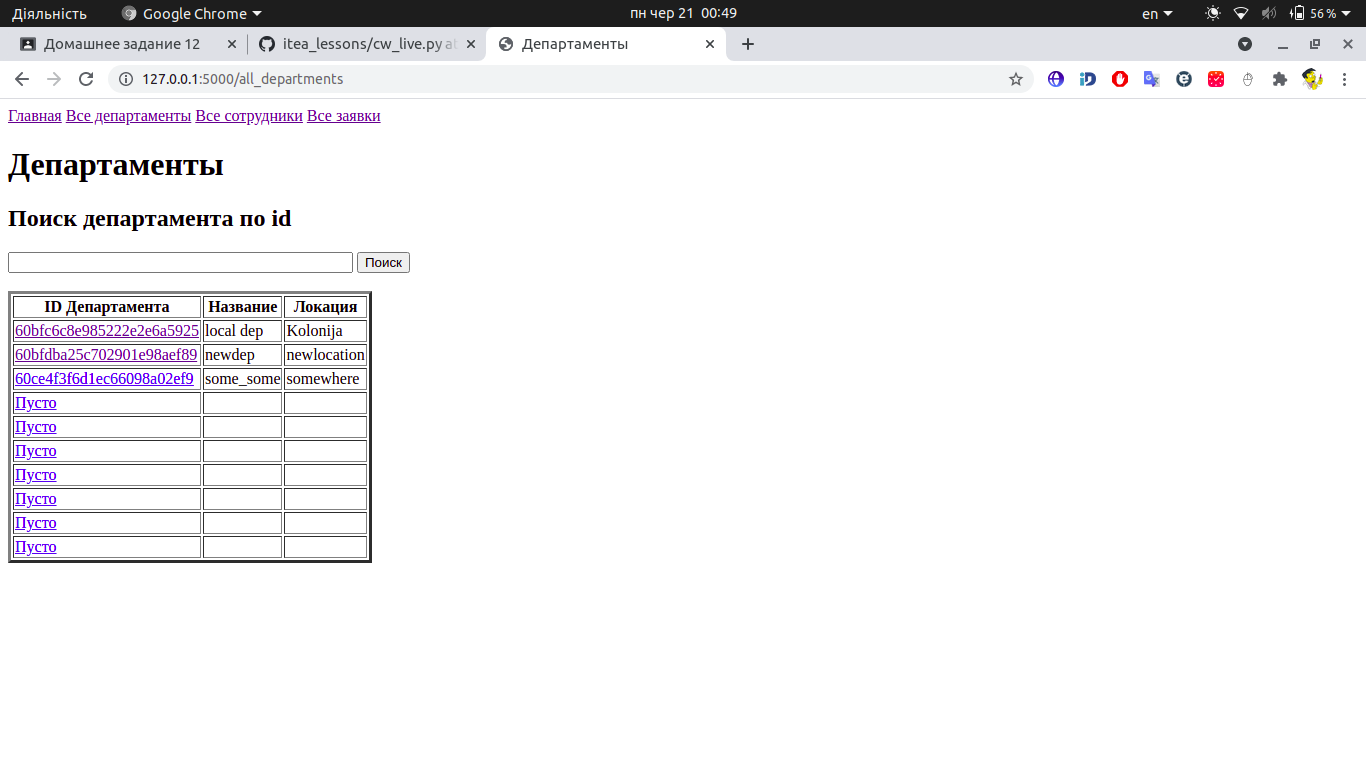 Діяльність Google Chrome пн чер 21 00:49 en 56 %
Домашнее задание 12 itea_lessons/cw_live.py at Департаменты
127.0.0.1:5000/all_departments
Главная Все департаменты Все сотрудники Все заявки
Департаменты
Поиск департамента по id
Поиск
ID Департамента Название Локация
60bfc6c8e985222e2e6a5925 local dep Kolonija
60bfdba25c702901e98aef89 newdep newlocation
60ce4f3f6d1ec66098a02ef9 some_some somewhere
Пусто
Пусто
Пусто
Пусто
Пусто
Пусто
Пусто